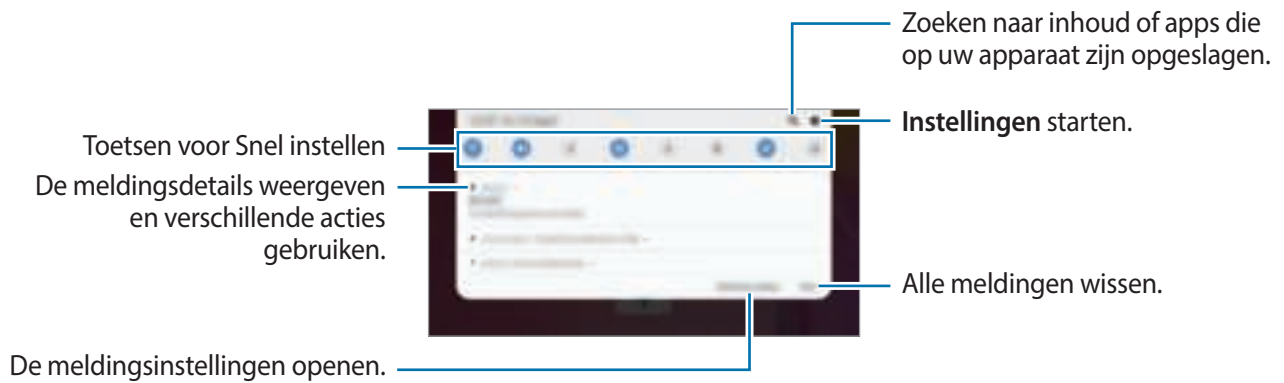 Zoeken naar inhoud of apps die
op uw apparaat zijn opgeslagen.
Instellingen starten.
Toetsen voor Snel instellen
De meldingsdetails weergeven
en verschillende acties
gebruiken.
Alle meldingen wissen.
De meldingsinstellingen openen.